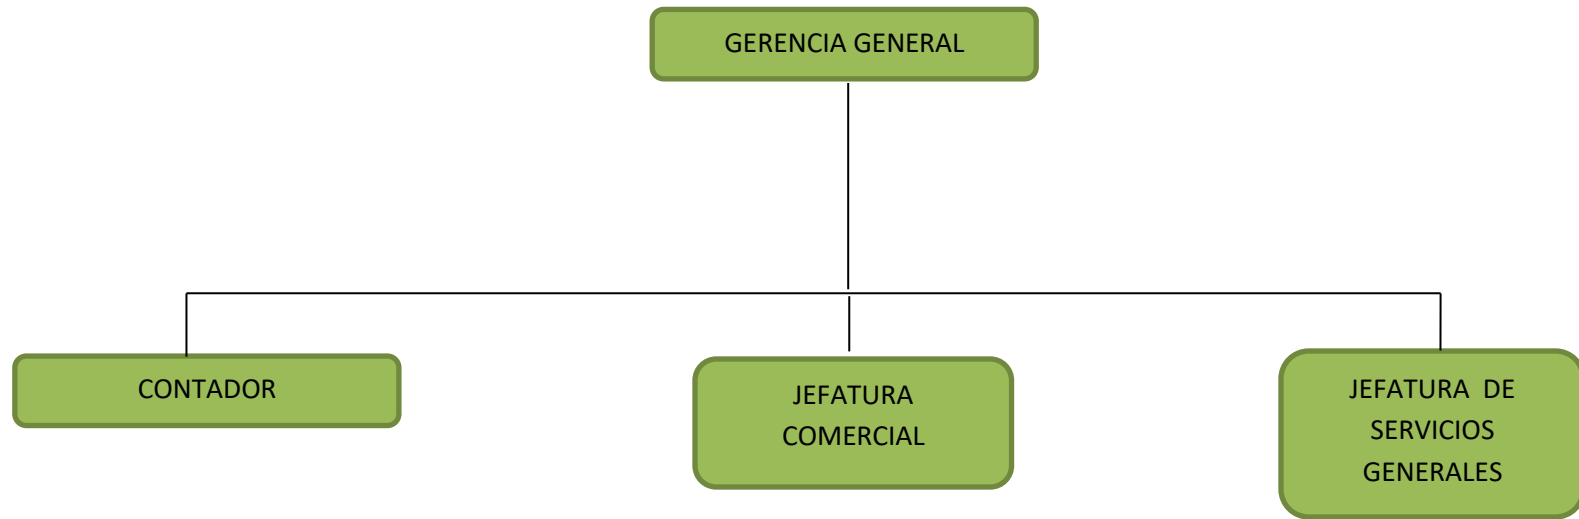 GERENCIA GENERAL
CONTADOR
JEFATURA
COMERCIAL
JEFATURA DE
SERVICIOS
GENERALES